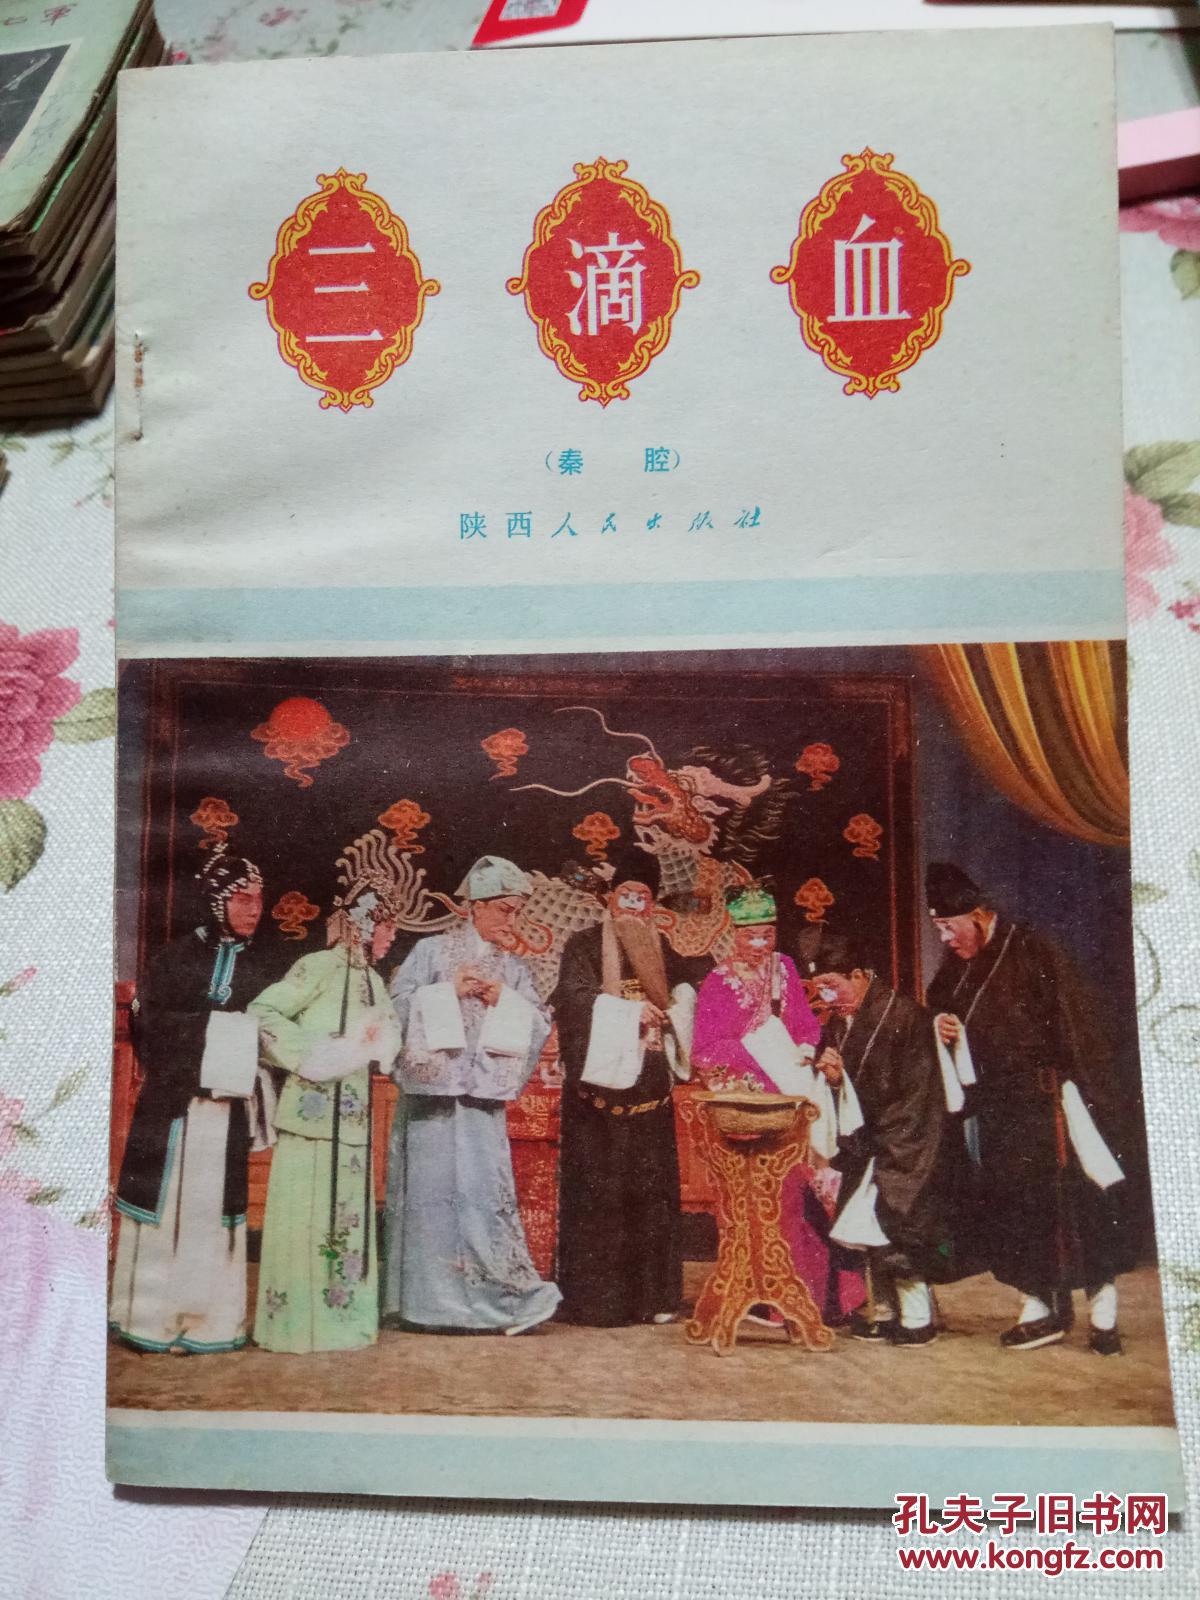 三滴血
（秦 腔）
陕西人民出版社
孔夫子旧书网
www.kongfz.com